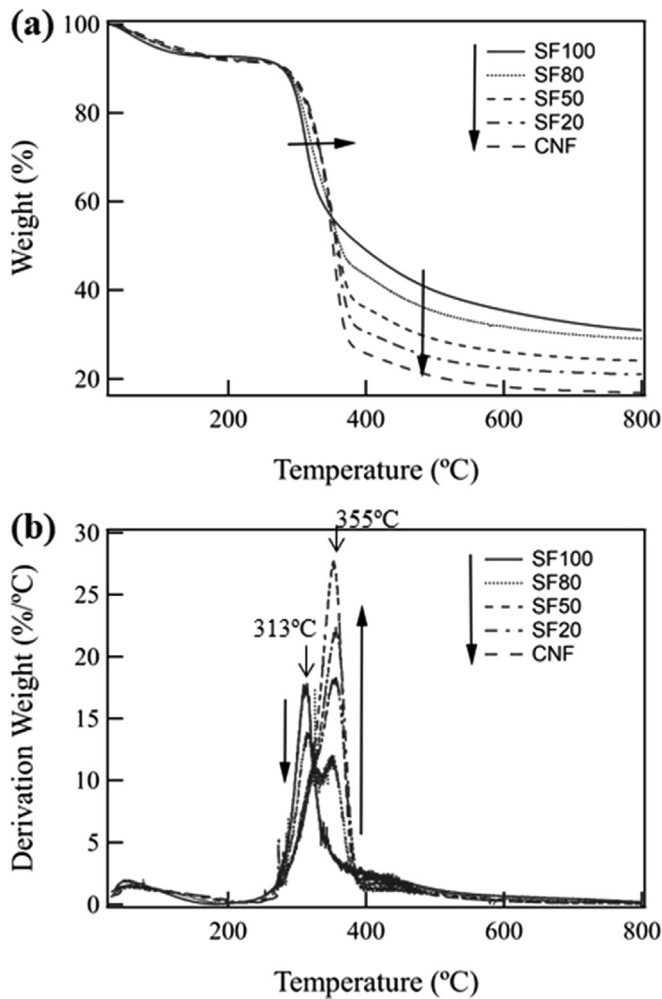 (a)
100
80
60
40
20
Weight (%)
SF100
SF80
SF50
SF20
CNF
200
400
600
800
Temperature (ºC)
(b)
30
25
20
15
10
5
0
Derivation Weight (%/ºC)
355ºC
313ºC
SF100
SF80
SF50
SF20
CNF
200
400
600
800
Temperature (ºC)